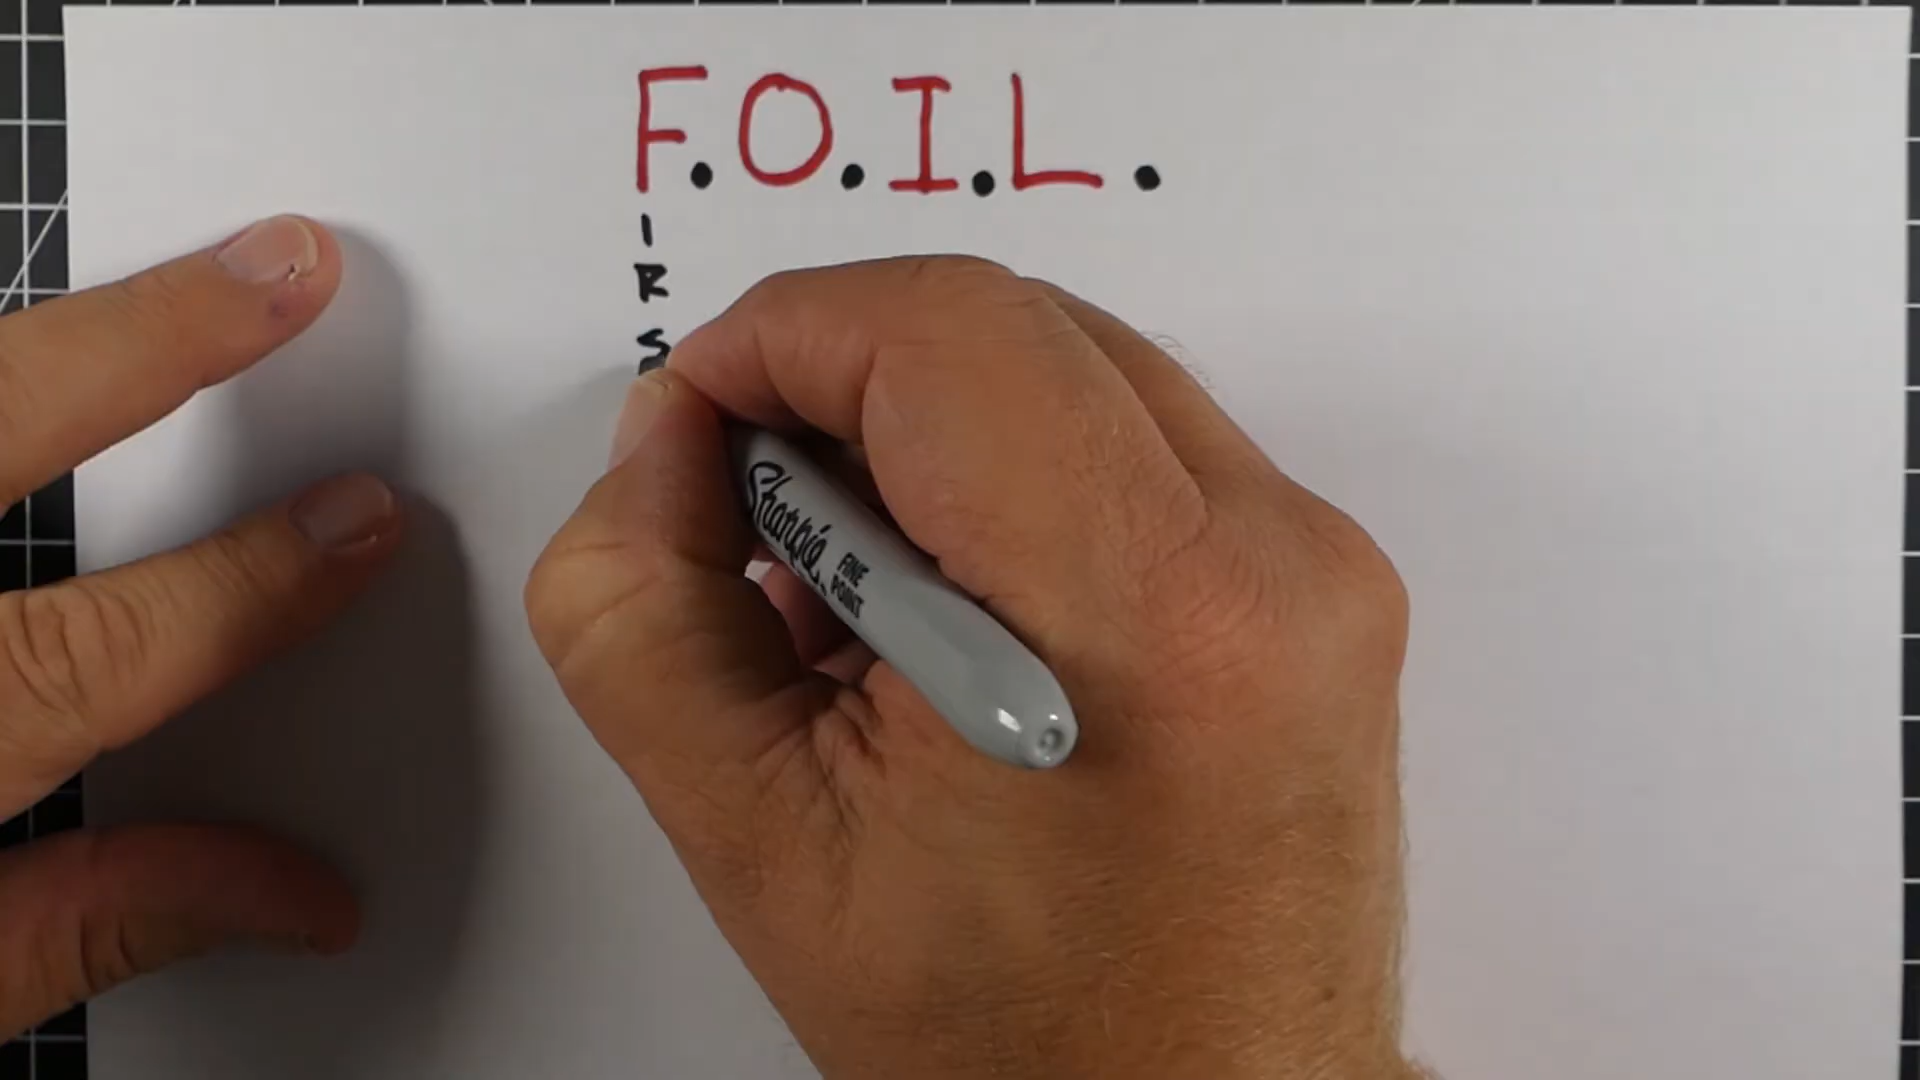 F.O.I.L.
I
R
S
Sharpie.
FINE
POINT